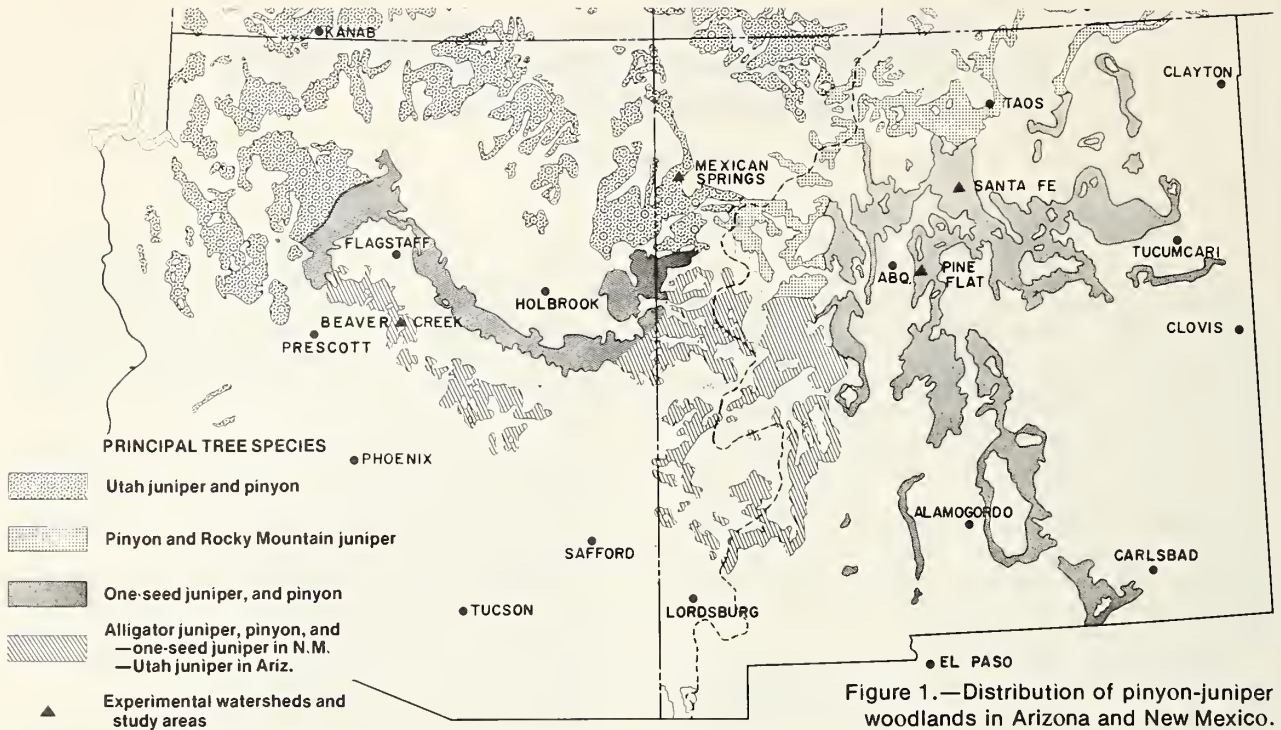 KANAB
CLAYTON
TAOS
MEXICAN
SPRINGS
SANTA FE
FLAGSTAFF
TUCUMCARI
ABQ.
PINE
FLAT
HOLBROOK
BEAVER CREEK
CLOVIS
PRESCOTT
PRINCIPAL TREE SPECIES
PHOENIX
Utah juniper and pinyon
ALAMOGORDO
Pinyon and Rocky Mountain juniper
SAFFORD
CARLSBAD
One-seed juniper, and pinyon
TUCSON
LORDSBURG
Alligator juniper, pinyon, and
—one-seed juniper in N.M.
—Utah juniper in Ariz.
EL PASO
Experimental watersheds and
study areas
Figure 1.—Distribution of pinyon-juniper
woodlands in Arizona and New Mexico.